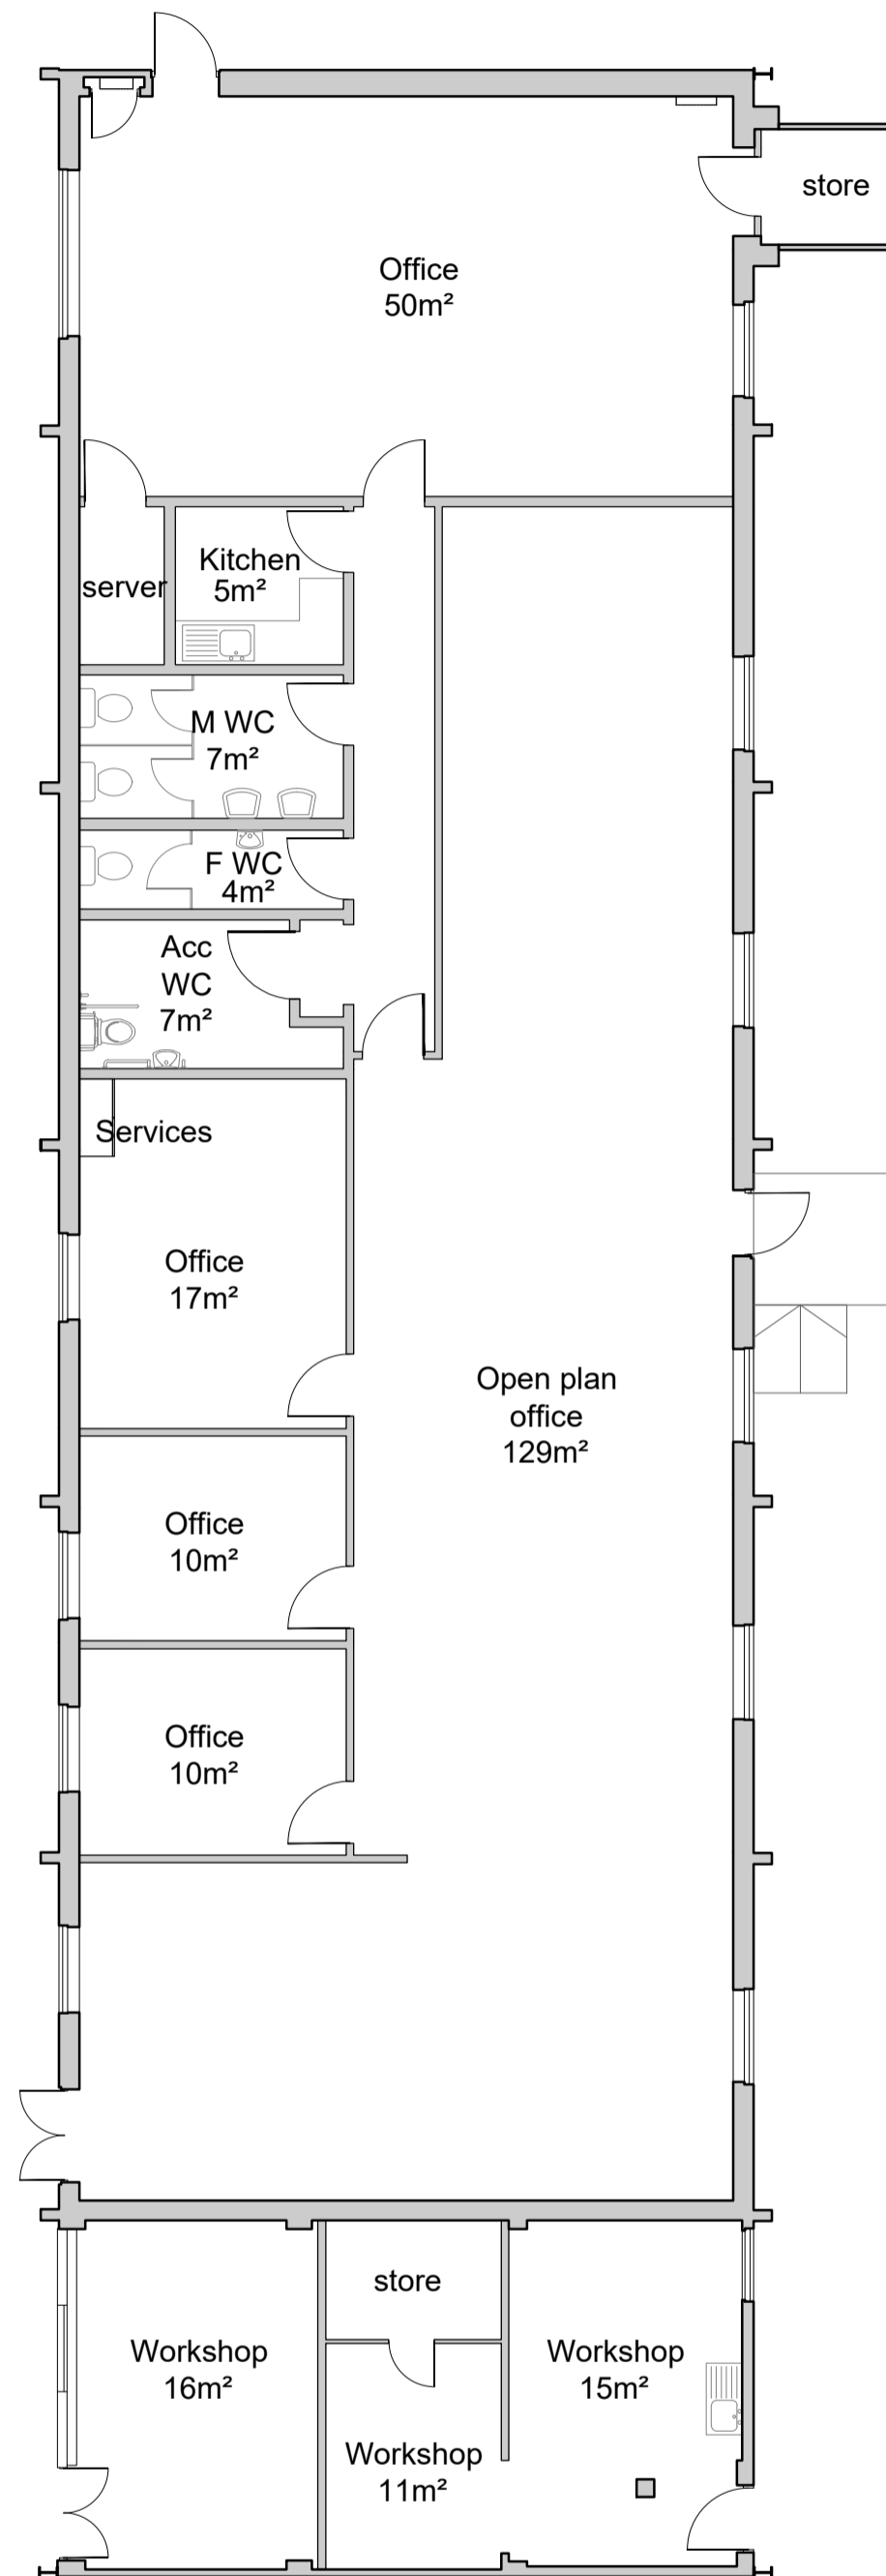 store
Office
50m²
Kitchen
5m²
server
M WC
7m²
F WC
4m²
Acc
WC
7m²
Services
Office
17m²
Open plan
office
129m²
Office
10m²
Office
10m²
store
Workshop
16m²
Workshop
15m²
Workshop
11m²